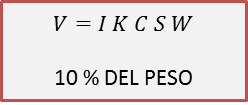 V = I K C S W
10 % DEL PESO